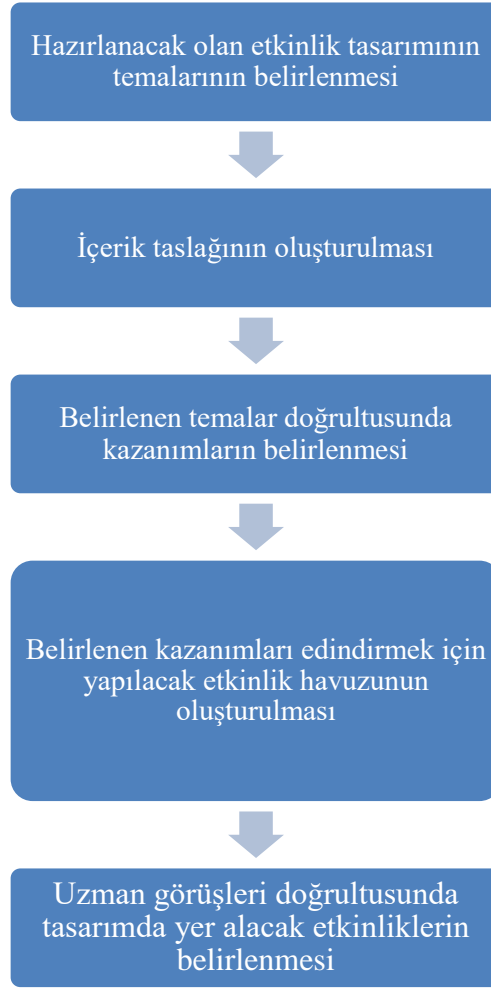 Hazırlanacak olan etkinlik tasarımının
temalarının belirlenmesi
İçerik taslağının oluşturulması
Belirlenen temalar doğrultusunda
kazanımların belirlenmesi
Belirlenen kazanımları edindirmek için
yapılacak etkinlik havuzunun
oluşturulması
Uzman görüşleri doğrultusunda
tasarımda yer alacak etkinliklerin
belirlenmesi